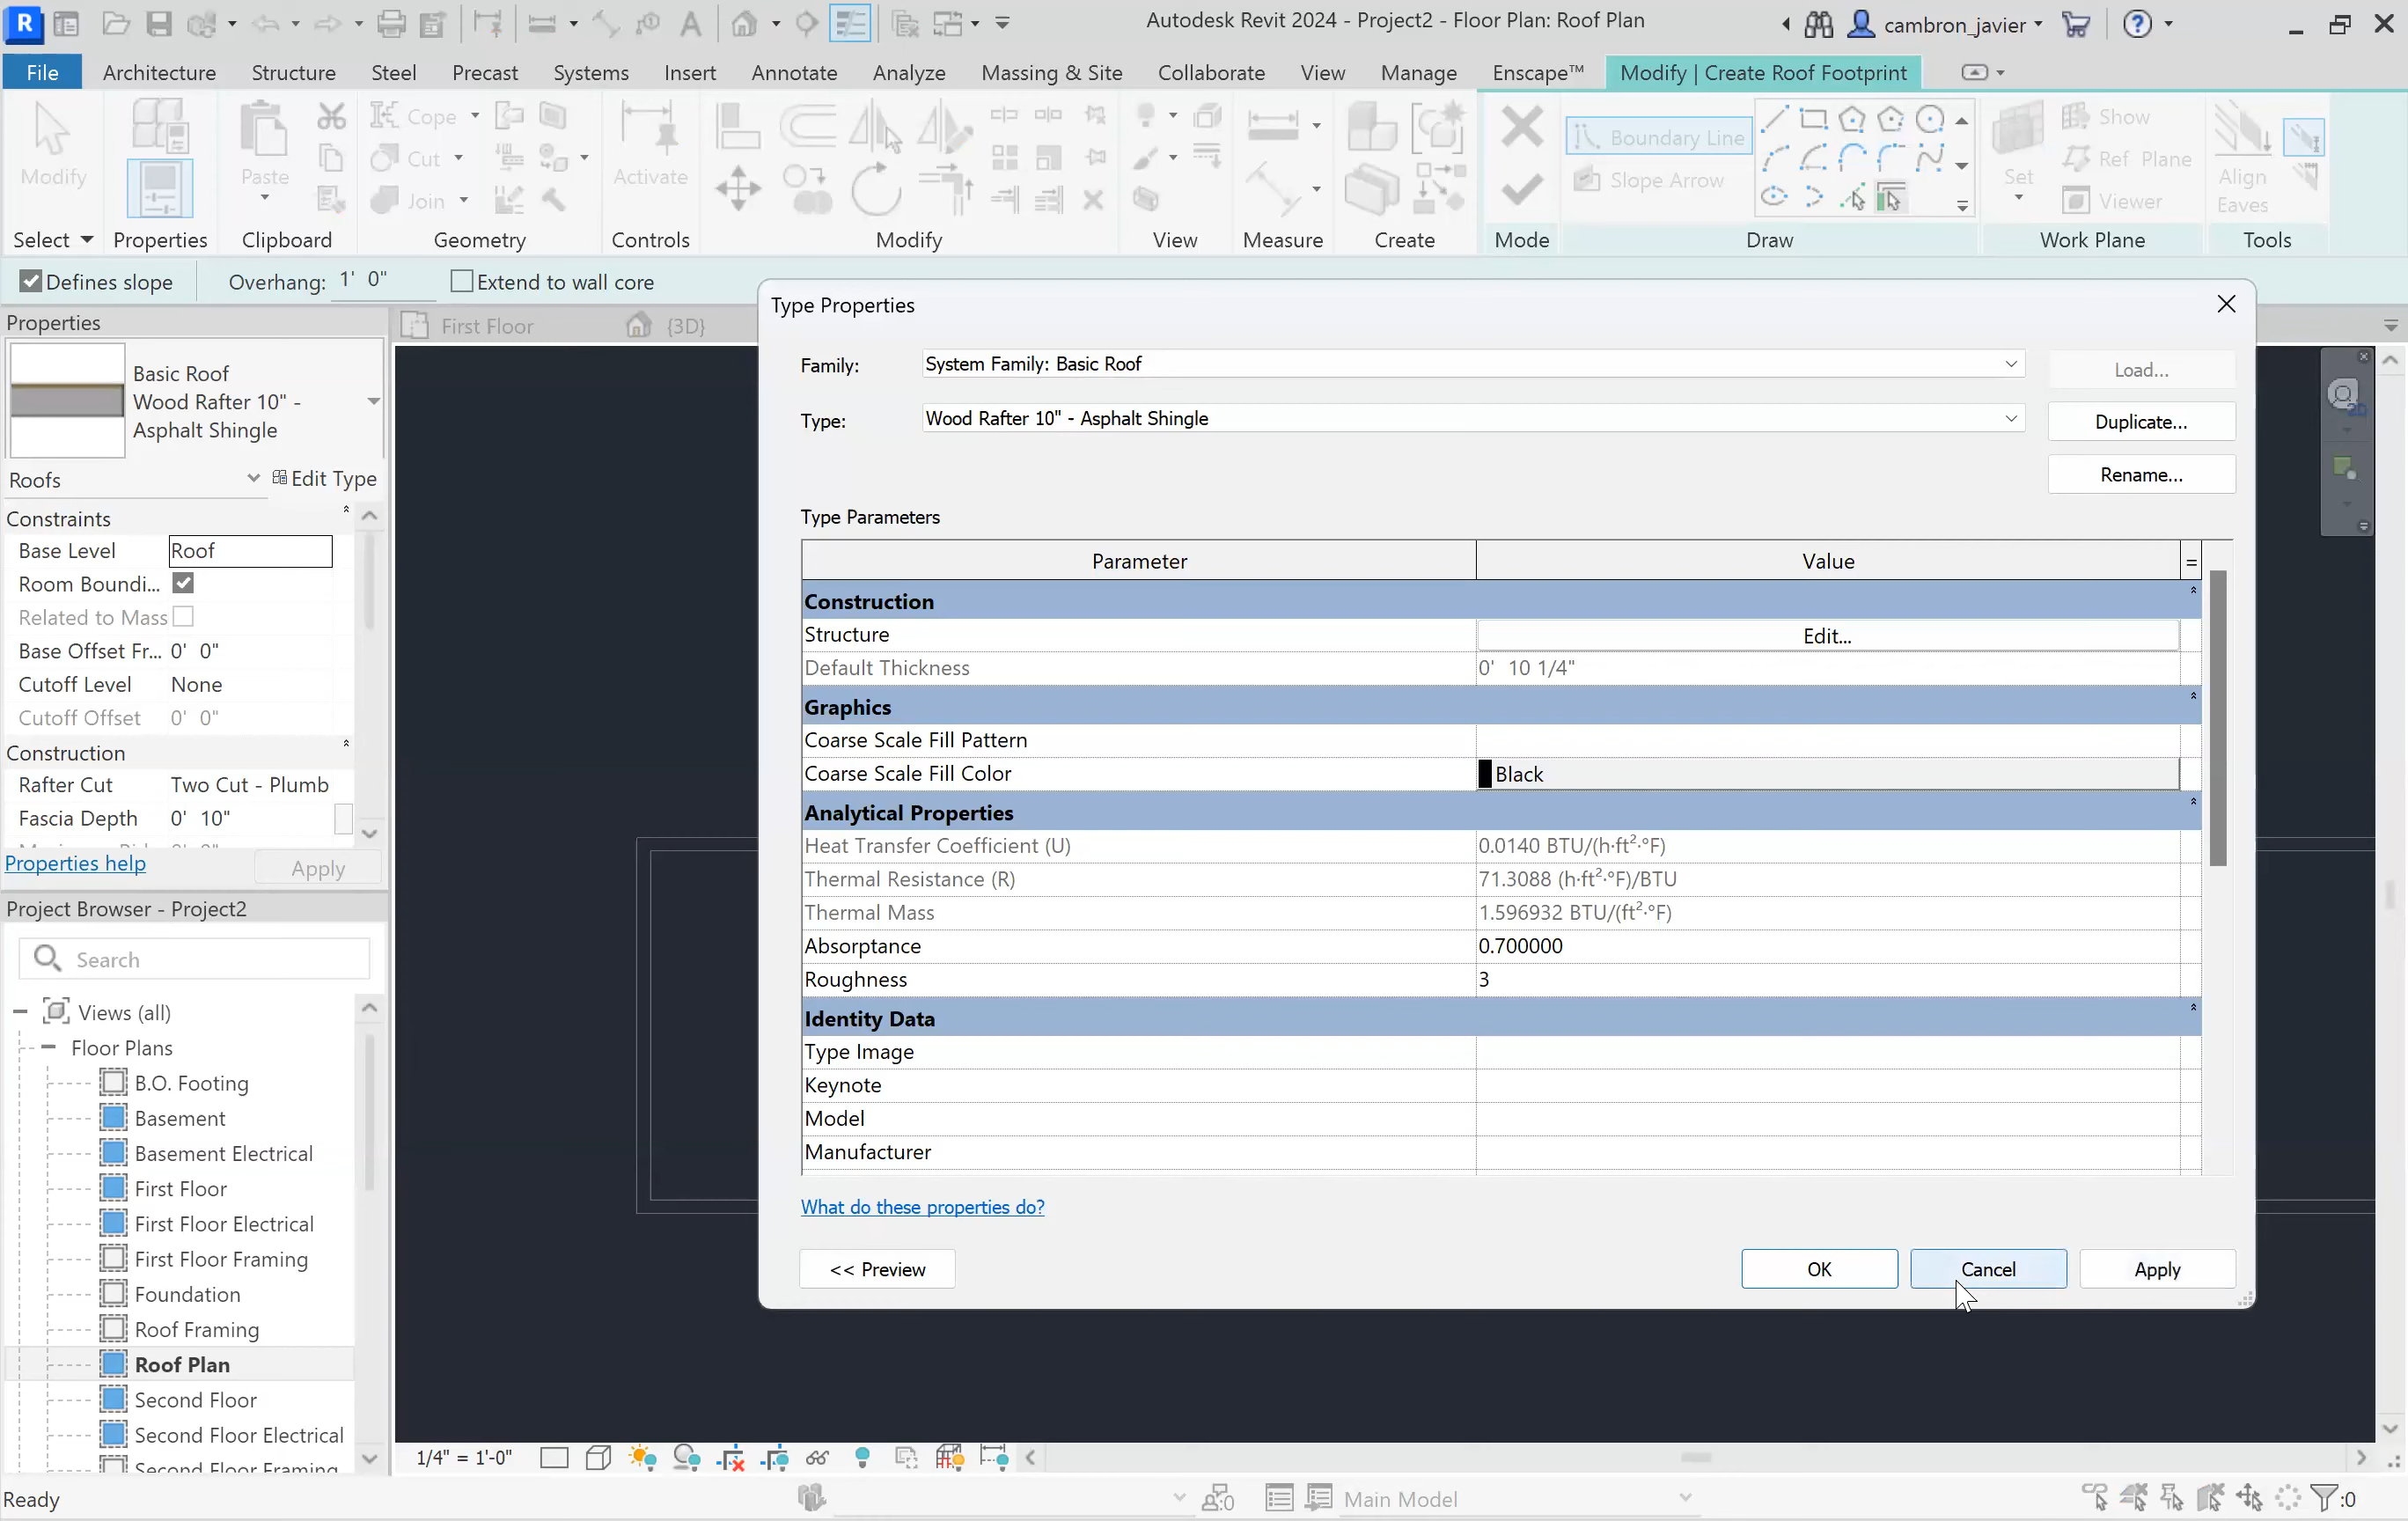 R
Autodesk Revit 2024 - Project2 - Floor Plan: Roof Plan
cambron_javier
File Architecture Structure Steel Precast Systems Insert Annotate Analyze Massing & Site Collaborate View Manage Enscape™ Modify | Create Roof Footprint
Modify
Paste
Cope
Cut
Join
Activate
Boundary Line
Slope Arrow
Set
Show
Ref Plane
Viewer
Align
Eaves
Select Properties Clipboard Geometry Controls Modify View Measure Create Mode Draw Work Plane Tools
Defines slope Overhang: 1' 0" Extend to wall core
Properties
Basic Roof
Wood Rafter 10" -
Asphalt Shingle
Roofs Edit Type
Constraints
Base Level Roof
Room Boundi...
Related to Mass
Base Offset Fr... 0' 0"
Cutoff Level None
Cutoff Offset 0' 0"
Construction
Rafter Cut Two Cut - Plumb
Fascia Depth 0' 10"
Properties help Apply
Project Browser - Project2
Search
Views (all)
Floor Plans
B.O. Footing
Basement
Basement Electrical
First Floor
First Floor Electrical
First Floor Framing
Foundation
Roof Framing
Roof Plan
Second Floor
Second Floor Electrical
Second Floor Framing
First Floor {3D}
Type Properties
Family: System Family: Basic Roof Load...
Type: Wood Rafter 10" - Asphalt Shingle Duplicate...
Rename...
Type Parameters
Parameter Value =
Construction
Structure Edit...
Default Thickness 0' 10 1/4"
Graphics
Coarse Scale Fill Pattern
Coarse Scale Fill Color Black
Analytical Properties
Heat Transfer Coefficient (U) 0.0140 BTU/(h·ft²·°F)
Thermal Resistance (R) 71.3088 (h·ft²·°F)/BTU
Thermal Mass 1.596932 BTU/(ft²·°F)
Absorptance 0.700000
Roughness 3
Identity Data
Type Image
Keynote
Model
Manufacturer
What do these properties do?
<< Preview OK Cancel Apply
2D
1/4" = 1'-0"
Ready :0 Main Model :0